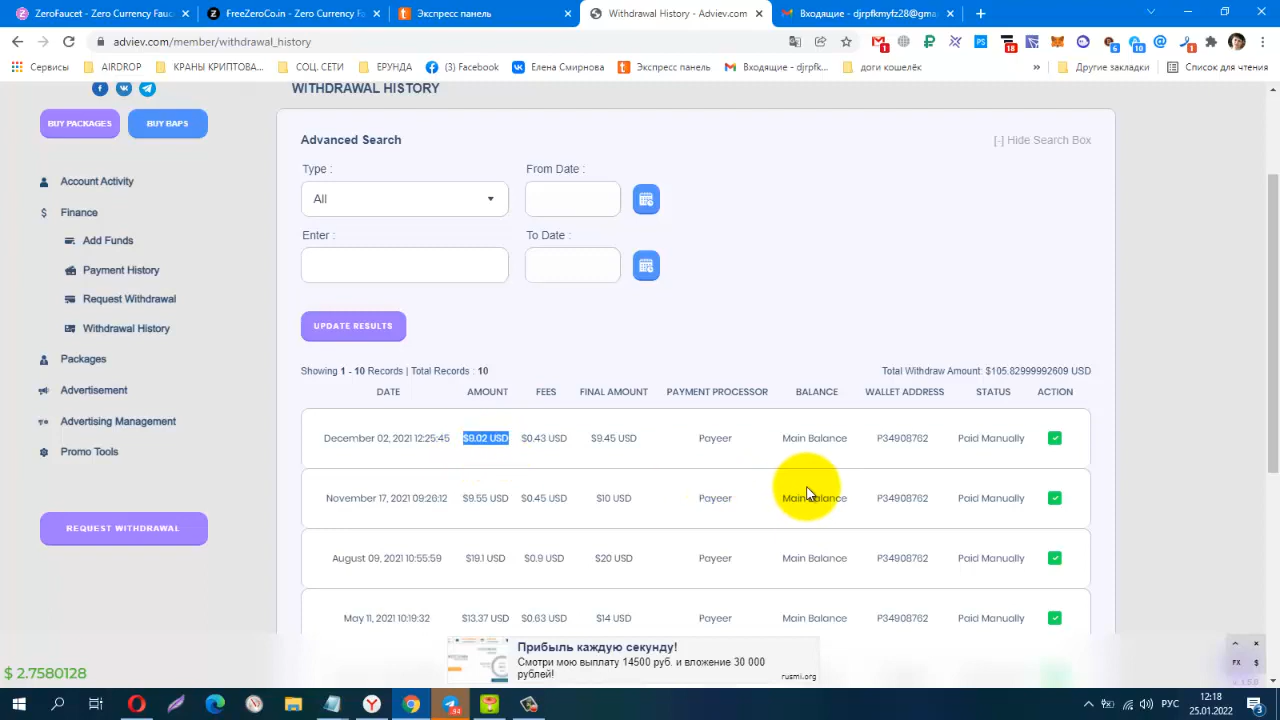 ZeroFacet - Zero Currency Fauc
FreeZeroCo.in - Zero Currency Fo
Экспресс панель
Withdrawal History - Adviev.com
Входящие - djrpfkmyfz28@gma
adviev.com/member/withdrawal_history
Сервисы
AIRDROP
КРАНЫ КРИПТОВА...
СОЦ. СЕТИ
ЕРУНДА
(3) Facebook
Елена Смирнова
Экспресс панель
Входящие - djrpfk...
доги кошелёк
»
Другие закладки
Список для чтения
BUY PACKAGES
BUY BAPS
Account Activity
Finance
Add Funds
Payment History
Request Withdrawal
Withdrawal History
Packages
Advertisement
Advertising Management
Promo Tools
REQUEST WITHDRAWAL
WITHDRAWAL HISTORY
Advanced Search
[-] Hide Search Box
Type :
From Date :
All
Enter :
To Date :
UPDATE RESULTS
Showing 1 - 10 Records | Total Records : 10
Total Withdraw Amount: $105.82999992609 USD
DATE AMOUNT FEES FINAL AMOUNT PAYMENT PROCESSOR BALANCE WALLET ADDRESS STATUS ACTION
December 02, 2021 12:25:45 $9.02 USD $0.43 USD $9.45 USD Payeer Main Balance P34908762 Paid Manually
November 17, 2021 09:26:12 $9.55 USD $0.45 USD $10 USD Payeer Main Balance P34908762 Paid Manually
August 09, 2021 10:55:59 $19.1 USD $0.9 USD $20 USD Payeer Main Balance P34908762 Paid Manually
May 11, 2021 10:19:32 $13.37 USD $0.63 USD $14 USD Payeer Main Balance P34908762 Paid Manually
Прибыль каждую секунду!
Смотри мою выплату 14500 руб. и вложение 30 000
рублей!
rusmi.org
FX $
$ 2.7580128
94
РУС
12:18
25.01.2022
3